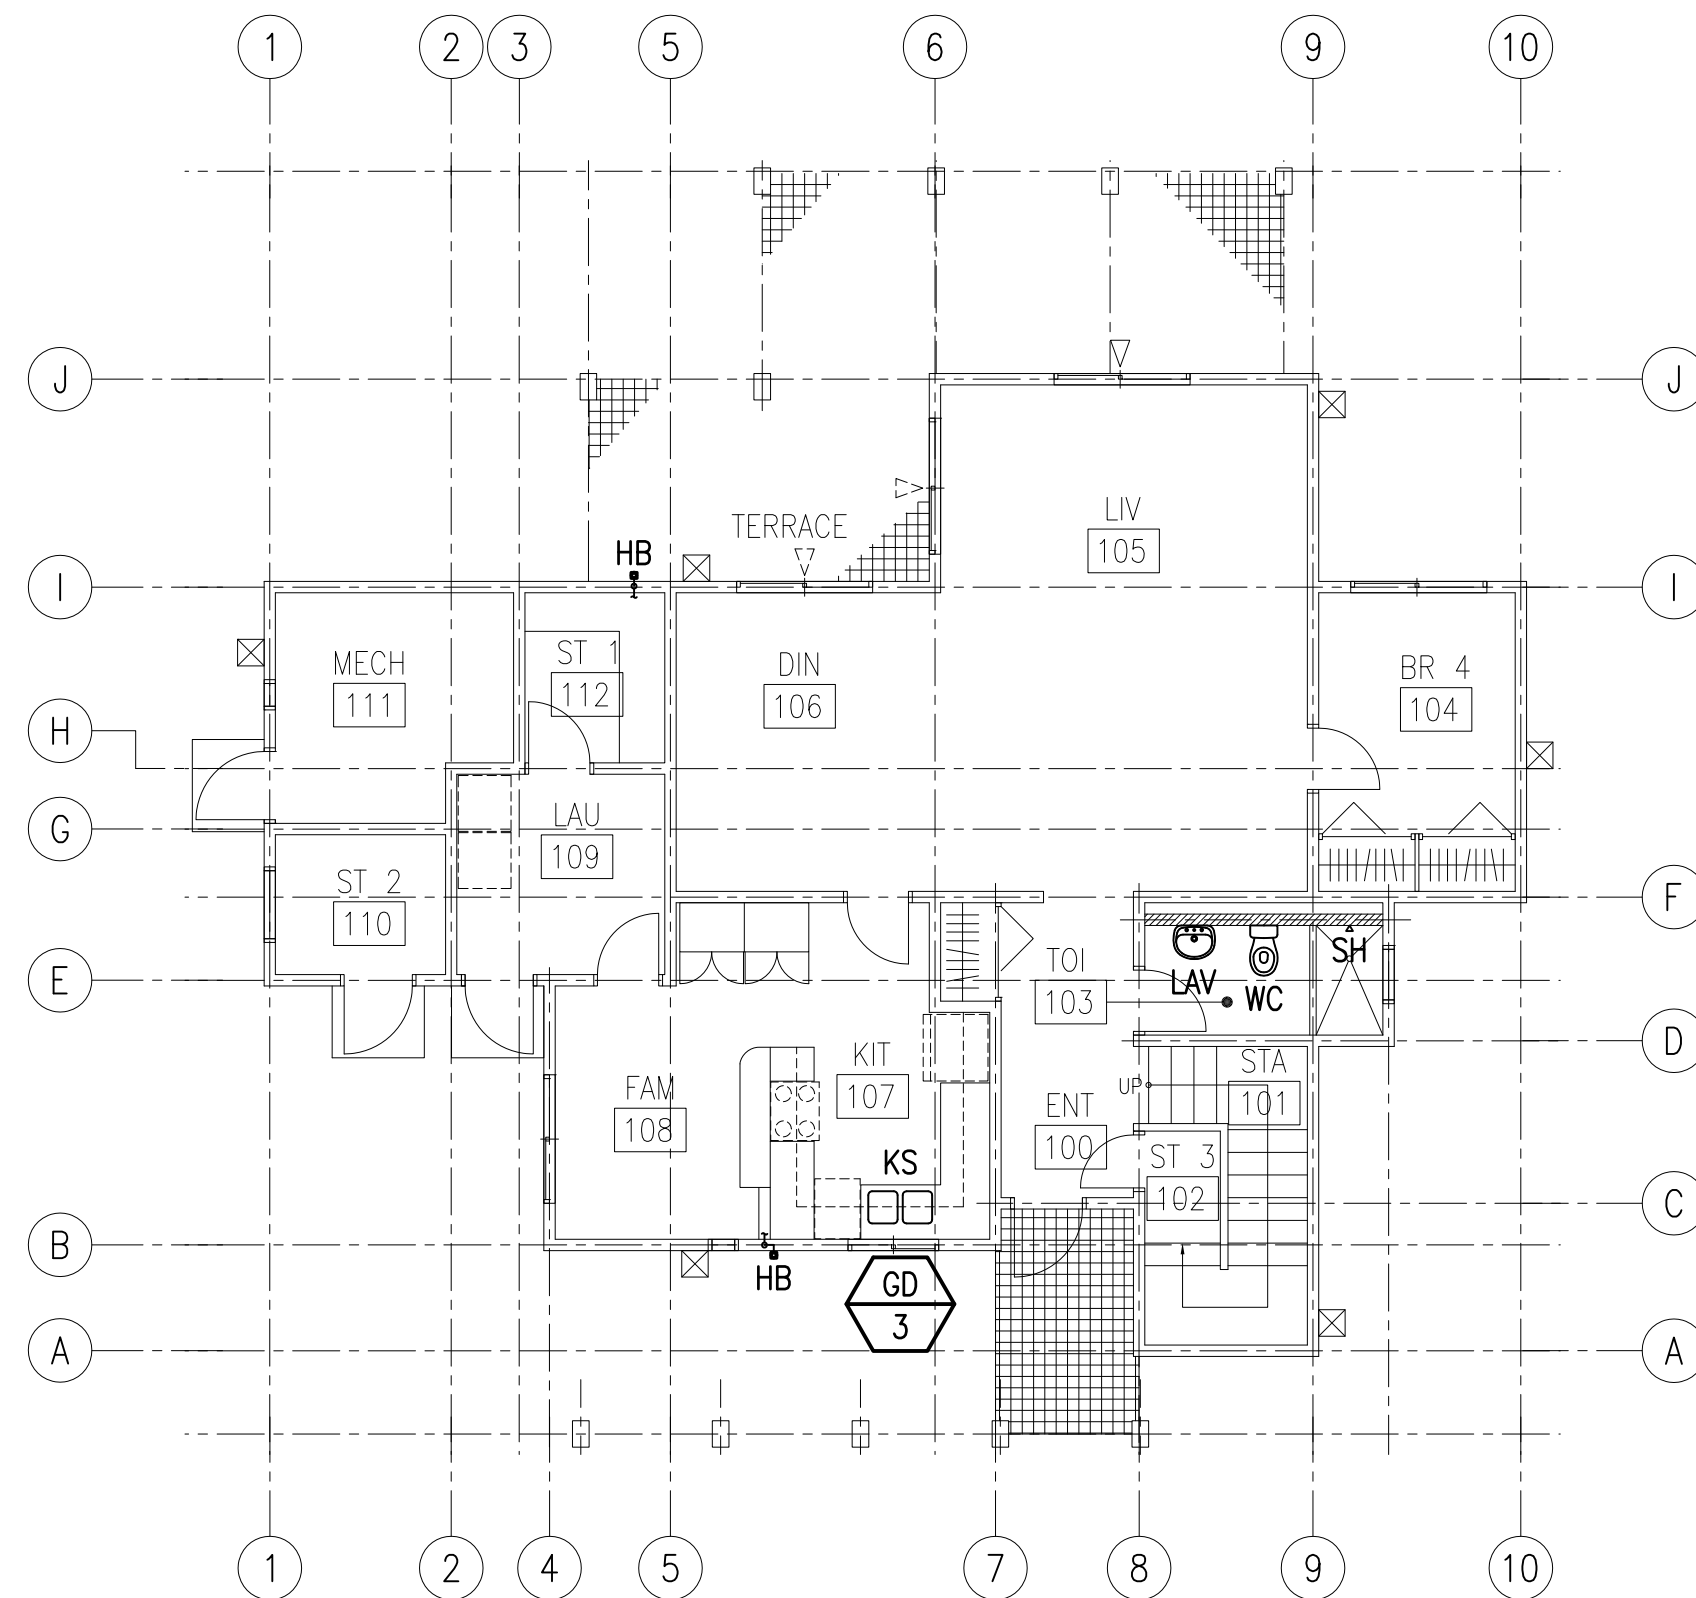 1 2 3 5 6 9 10
J J
LIV
105
TERRACE
HB
I I
MECH
111
ST 1
112
DIN
106
BR 4
104
H
LAU
109
G
ST 2
110
F
SH
TOI
103
LAV
WC
E
D
KIT
107
STA
101
UP
FAM
108
ENT
100
ST 3
102
KS
C
B
HB
GD
3
A A
1 2 4 5 7 8 9 10